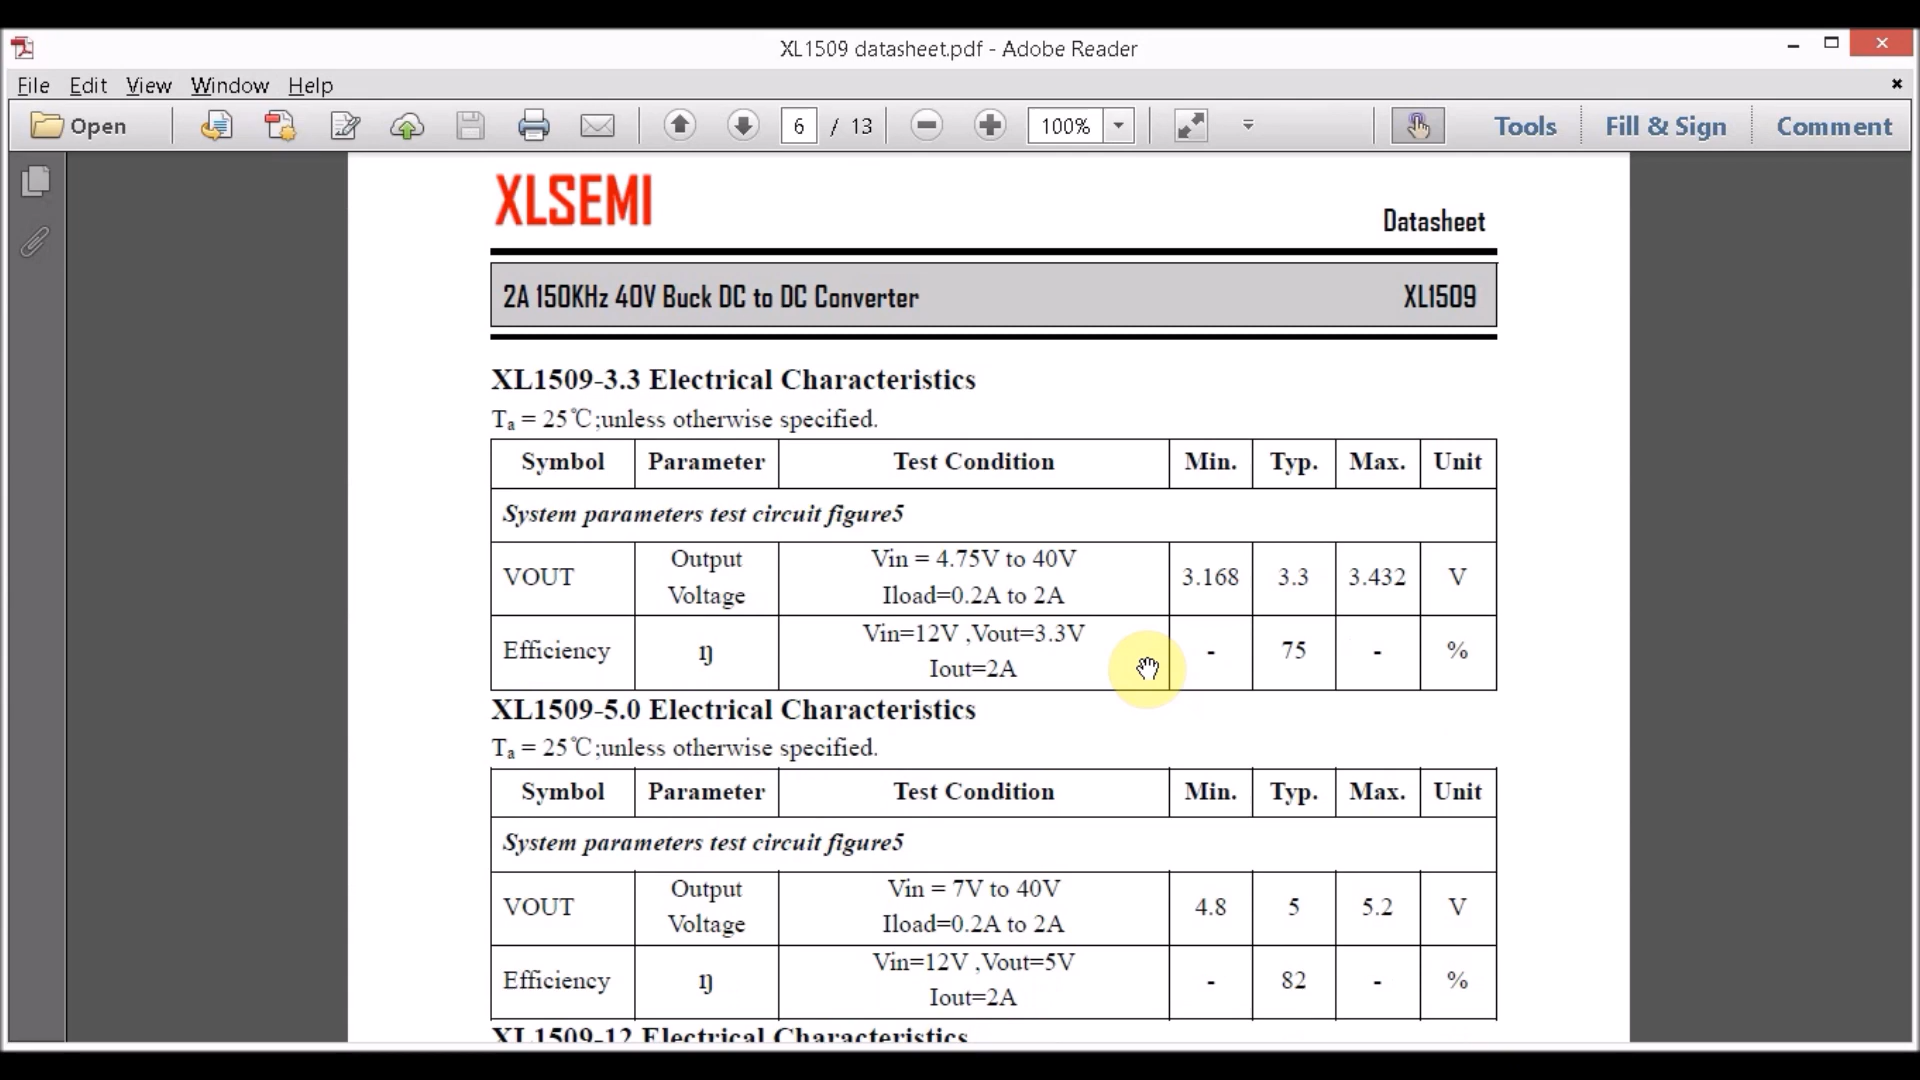 XL1509 datasheet.pdf - Adobe Reader
File Edit View Window Help
Open 6 / 13 100% Tools Fill & Sign Comment
XLSEMI
Datasheet
2A 150KHz 40V Buck DC to DC Converter XL1509
XL1509-3.3 Electrical Characteristics
Ta = 25℃;unless otherwise specified.
Symbol Parameter Test Condition Min. Typ. Max. Unit
System parameters test circuit figure5
VOUT Output Voltage Vin = 4.75V to 40V Iload=0.2A to 2A 3.168 3.3 3.432 V
Efficiency η Vin=12V ,Vout=3.3V Iout=2A - 75 - %
XL1509-5.0 Electrical Characteristics
Ta = 25℃;unless otherwise specified.
Symbol Parameter Test Condition Min. Typ. Max. Unit
System parameters test circuit figure5
VOUT Output Voltage Vin = 7V to 40V Iload=0.2A to 2A 4.8 5 5.2 V
Efficiency η Vin=12V ,Vout=5V Iout=2A - 82 - %
XL1509-12 Electrical Characteristics